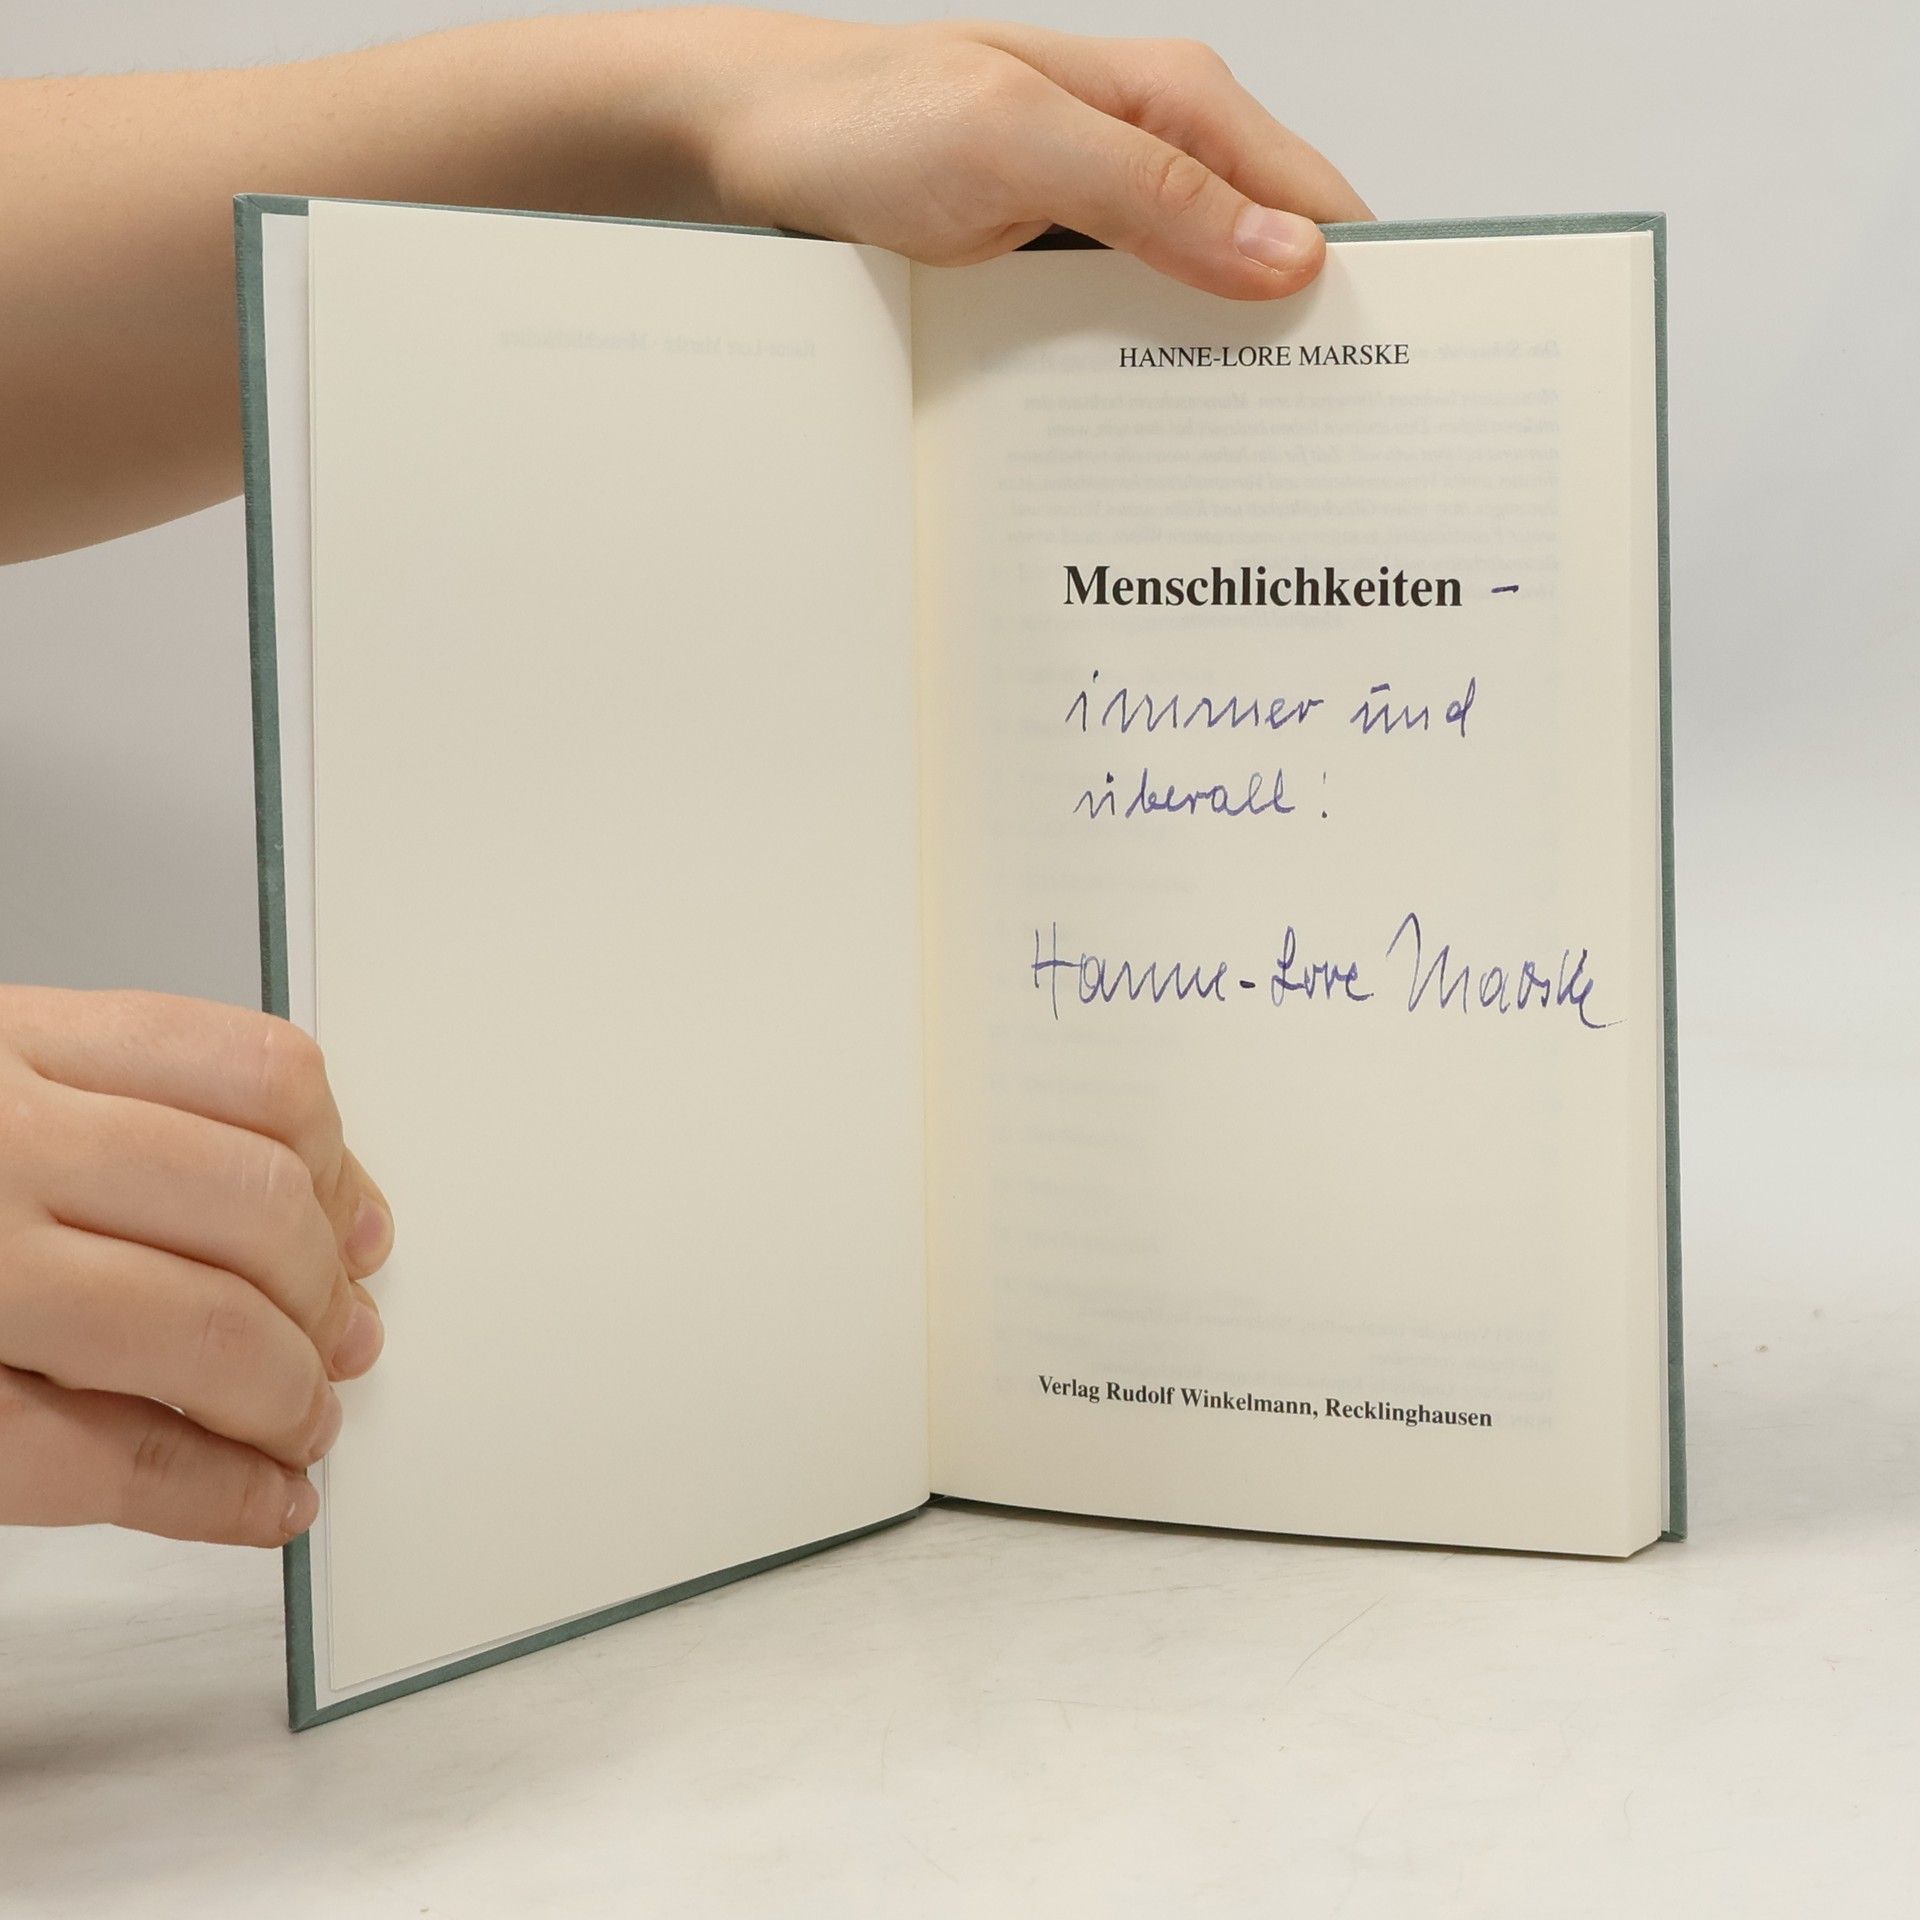 HANNE-LORE MARSKE
Menschlichkeiten –
immer und
überall!
Hanne-Lore Marske
Verlag Rudolf Winkelmann, Recklinghausen